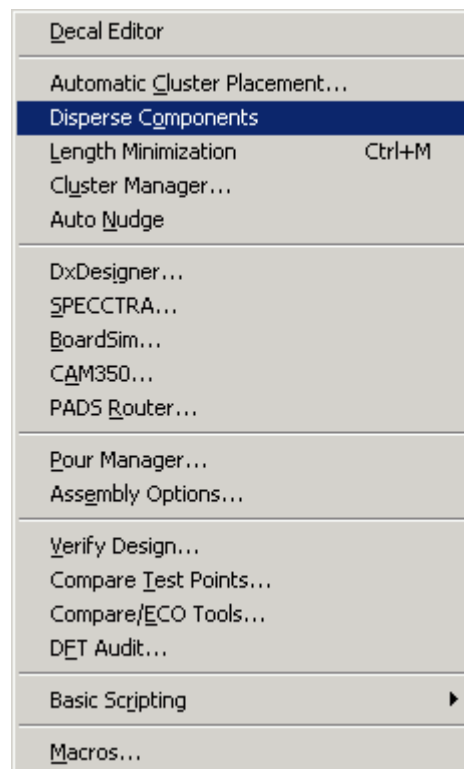 Decal Editor
Automatic Cluster Placement...
Disperse Components
Length Minimization Ctrl+M
Cluster Manager...
Auto Nudge
DxDesigner...
SPECCTRA...
BoardSim...
CAM350...
PADS Router...
Pour Manager...
Assembly Options...
Verify Design...
Compare Test Points...
Compare/ECO Tools...
DFT Audit...
Basic Scripting
Macros...